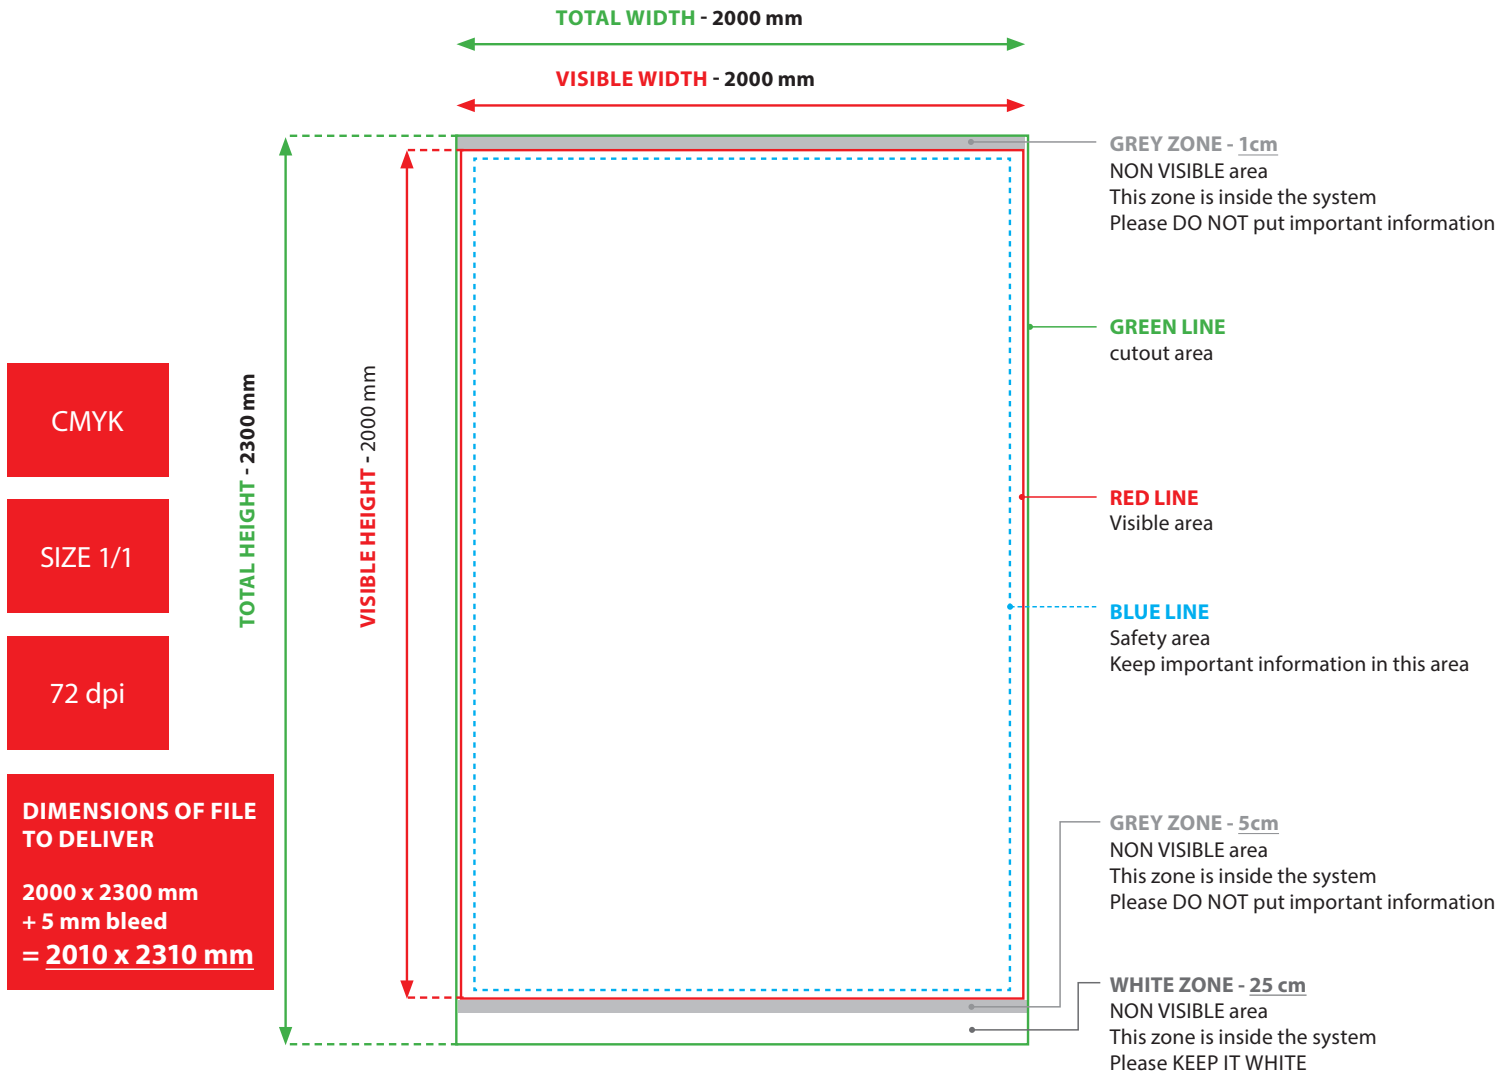 TOTAL WIDTH - 2000 mm
VISIBLE WIDTH - 2000 mm
TOTAL HEIGHT - 2300 mm
VISIBLE HEIGHT - 2000 mm
CMYK
SIZE 1/1
72 dpi
DIMENSIONS OF FILE
TO DELIVER
2000 x 2300 mm
+ 5 mm bleed
= 2010 x 2310 mm
GREY ZONE - 1cm
NON VISIBLE area
This zone is inside the system
Please DO NOT put important information
GREEN LINE
cutout area
RED LINE
Visible area
BLUE LINE
Safety area
Keep important information in this area
GREY ZONE - 5cm
NON VISIBLE area
This zone is inside the system
Please DO NOT put important information
WHITE ZONE - 25 cm
NON VISIBLE area
This zone is inside the system
Please KEEP IT WHITE